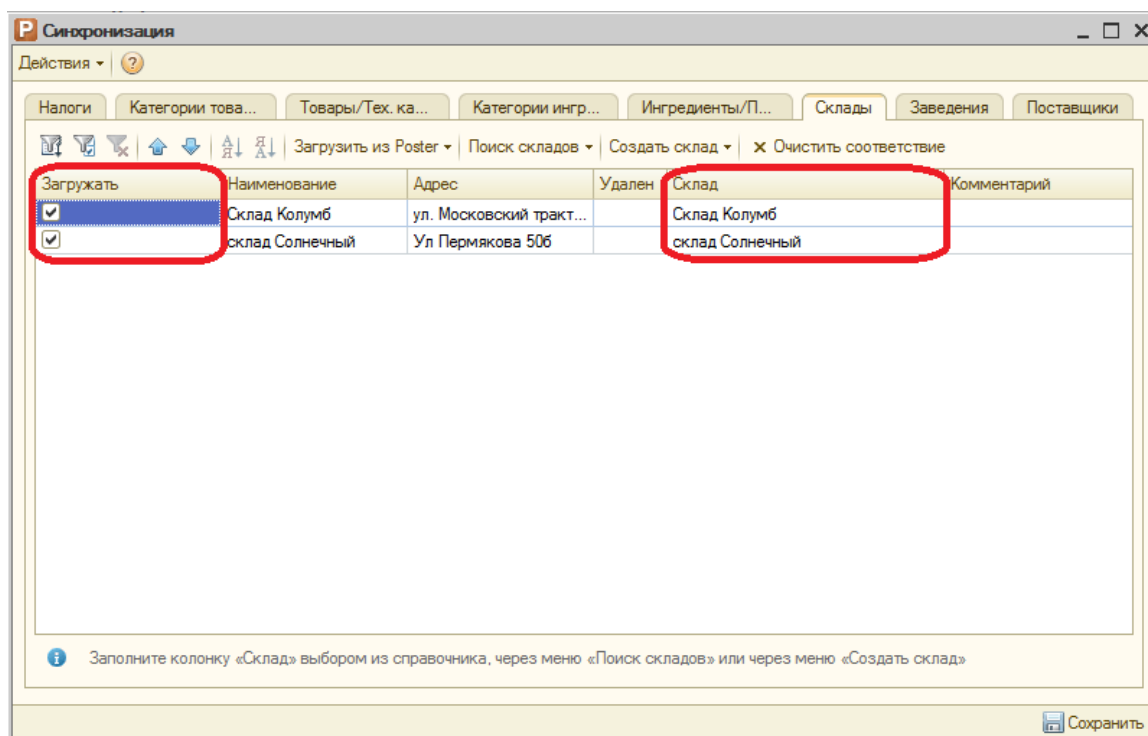 Синхронизация
Действия
Налоги Категории това... Товары/Тех. ка... Категории ингр... Ингредиенты/П... Склады Заведения Поставщики
Загрузить из Poster Поиск складов Создать склад Очистить соответствие
Загружать Наименование Адрес Удален Склад Комментарий
Склад Колумб ул. Московский тракт... Склад Колумб
склад Солнечный Ул Пермякова 50б склад Солнечный
Заполните колонку «Склад» выбором из справочника, через меню «Поиск складов» или через меню «Создать склад»
Сохранить